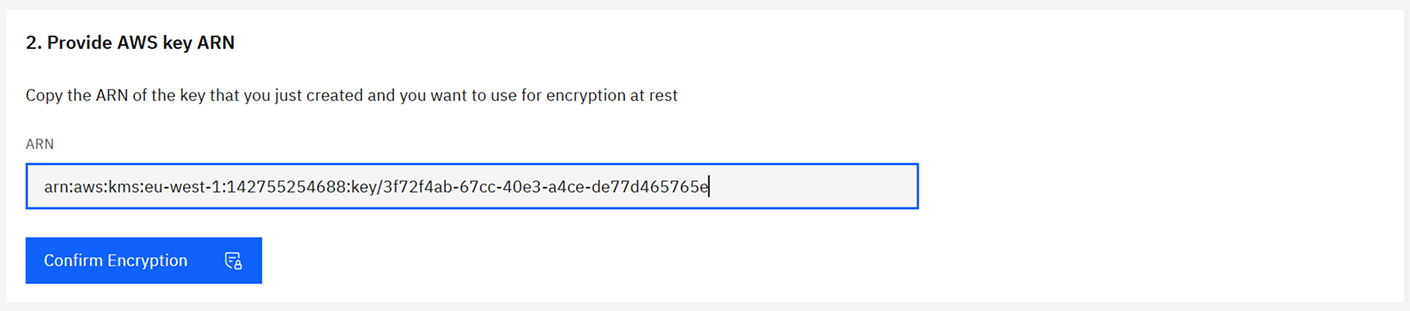 2. Provide AWS key ARN
Copy the ARN of the key that you just created and you want to use for encryption at rest
ARN
arn:aws:kms:eu-west-1:142755254688:key/3f72f4ab-67cc-40e3-a4ce-de77d465765e
Confirm Encryption